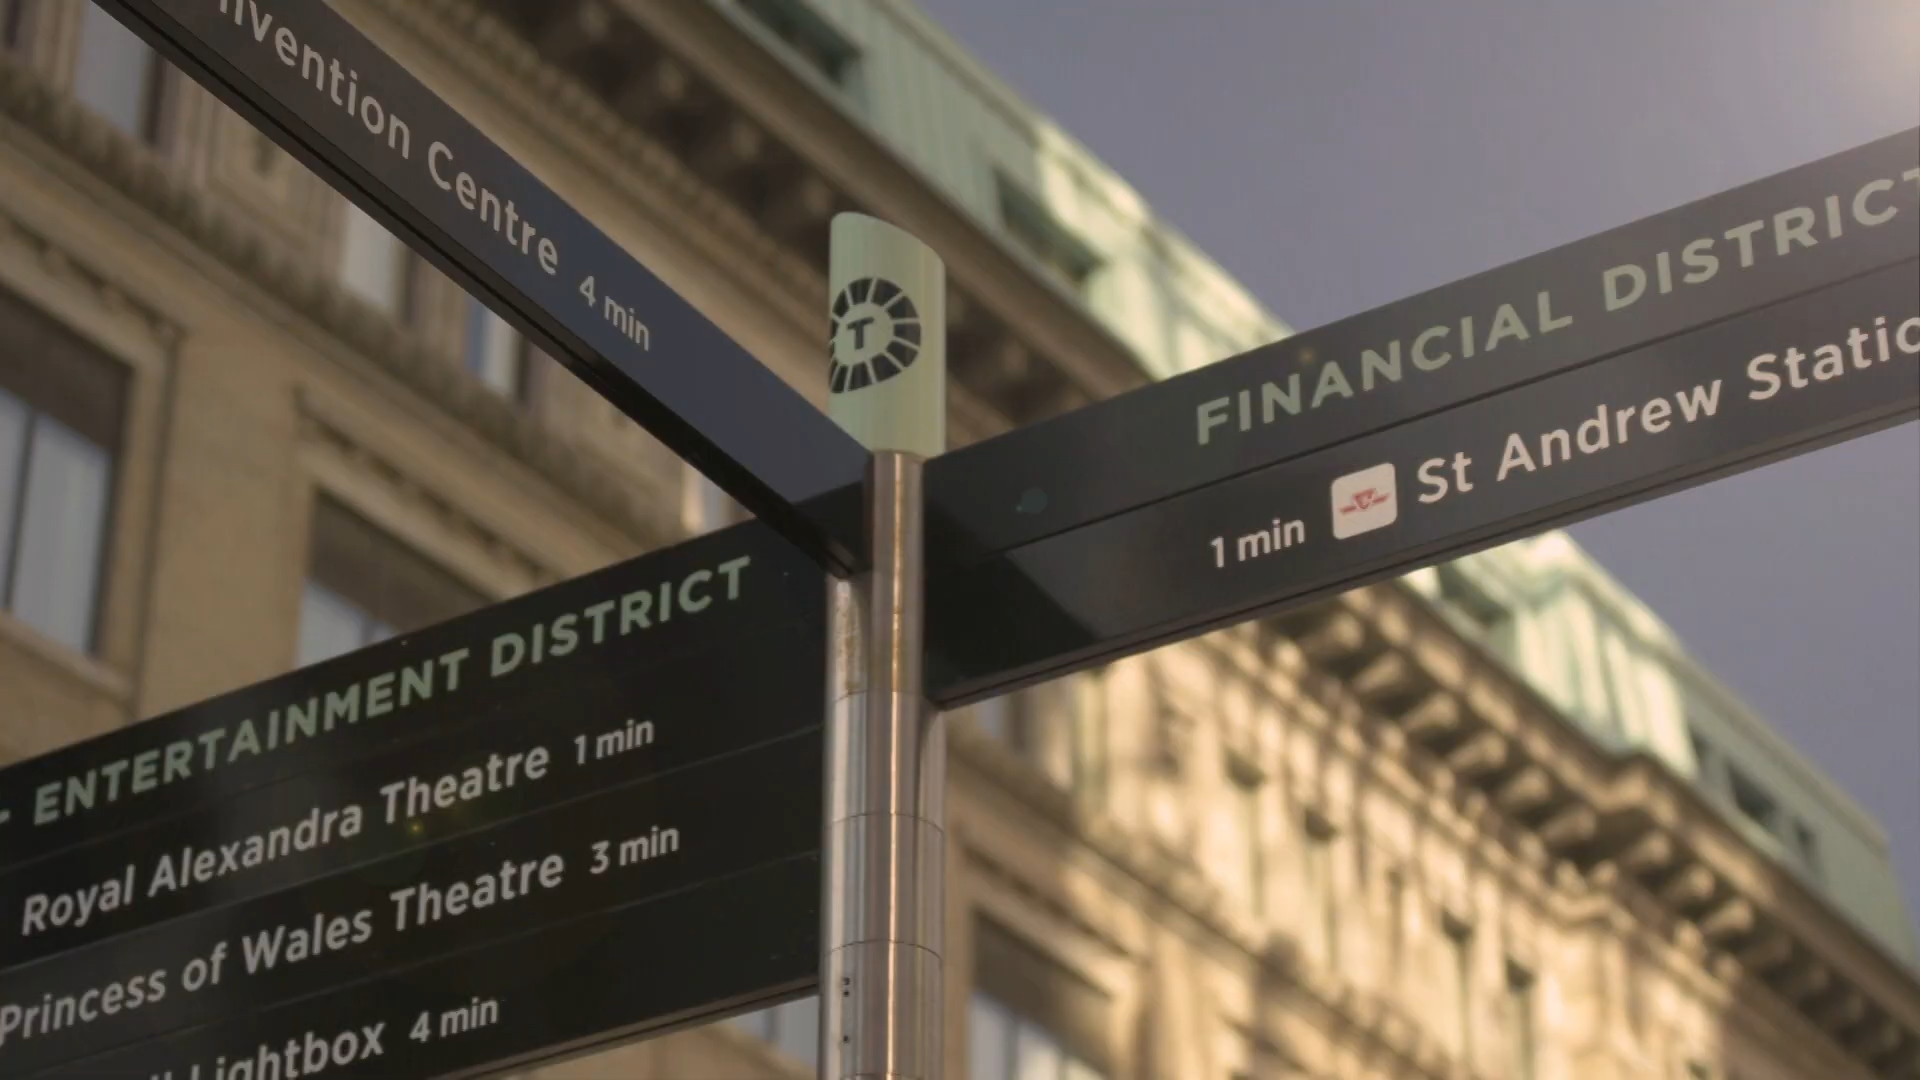 nvention Centre 4 min
T
FINANCIAL DISTRICT
1 min St Andrew Statio
ENTERTAINMENT DISTRICT
Royal Alexandra Theatre 1 min
Princess of Wales Theatre 3 min
Lightbox 4 min